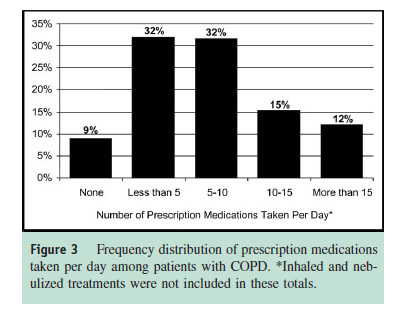 35%
30%
25%
20%
15%
10%
5%
0%
9%
32%
32%
15%
12%
None Less than 5 5-10 10-15 More than 15
Number of Prescription Medications Taken Per Day*
Figure 3 Frequency distribution of prescription medications
taken per day among patients with COPD. *Inhaled and neb-
ulized treatments were not included in these totals.